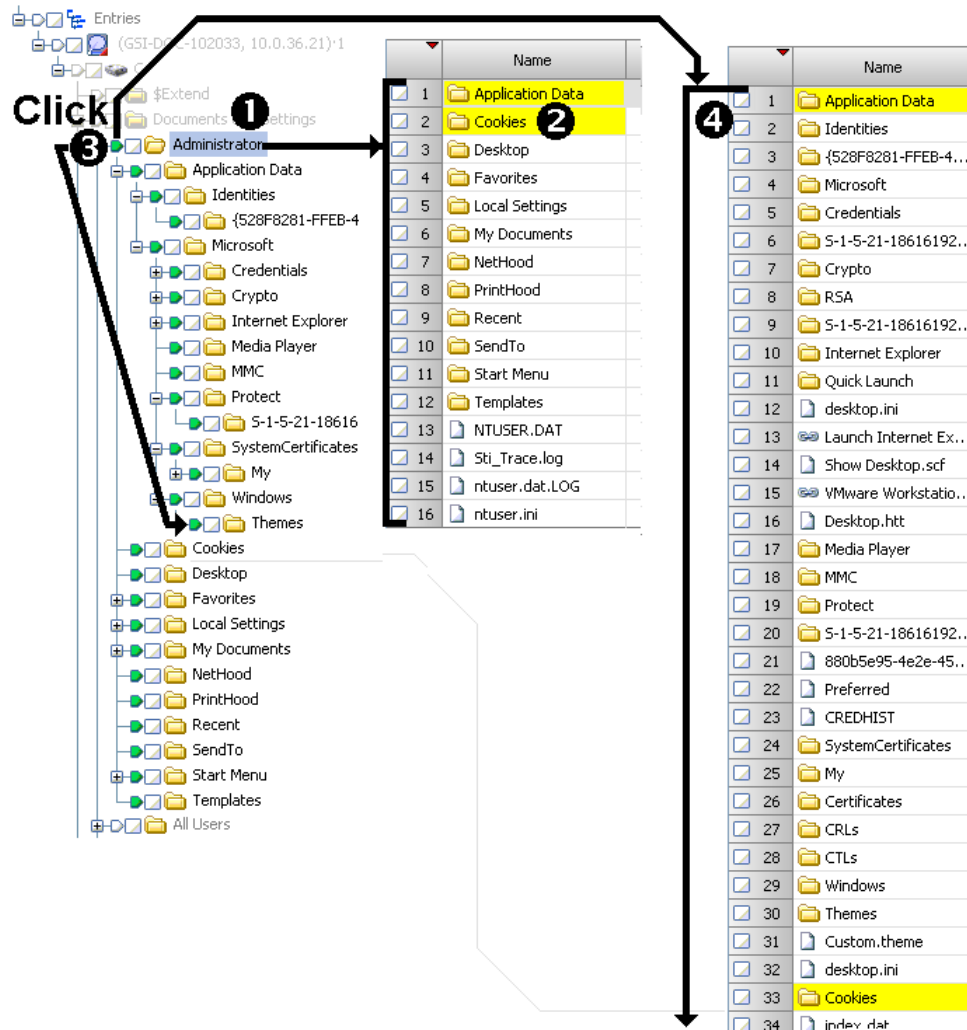 Entries
(GSI-DOC-102033, 10.0.36.21)·1
C
$Extend
Documents and Settings
Click
1
3
Administrator
Application Data
Identities
{528F8281-FFEB-4
Microsoft
Credentials
Crypto
Internet Explorer
Media Player
MMC
Protect
S-1-5-21-18616
SystemCertificates
My
Windows
Themes
Cookies
Desktop
Favorites
Local Settings
My Documents
NetHood
PrintHood
Recent
SendTo
Start Menu
Templates
All Users
Name
1 Application Data
2 Cookies 2
3 Desktop
4 Favorites
5 Local Settings
6 My Documents
7 NetHood
8 PrintHood
9 Recent
10 SendTo
11 Start Menu
12 Templates
13 NTUSER.DAT
14 Sti_Trace.log
15 ntuser.dat.LOG
16 ntuser.ini
4
Name
1 Application Data
2 Identities
3 {528F8281-FFEB-4...
4 Microsoft
5 Credentials
6 S-1-5-21-18616192...
7 Crypto
8 RSA
9 S-1-5-21-18616192...
10 Internet Explorer
11 Quick Launch
12 desktop.ini
13 Launch Internet Ex...
14 Show Desktop.scf
15 VMware Workstatio...
16 Desktop.htt
17 Media Player
18 MMC
19 Protect
20 S-1-5-21-18616192...
21 880b5e95-4e2e-45...
22 Preferred
23 CREDHIST
24 SystemCertificates
25 My
26 Certificates
27 CRLs
28 CTLs
29 Windows
30 Themes
31 Custom.theme
32 desktop.ini
33 Cookies
34 index.dat